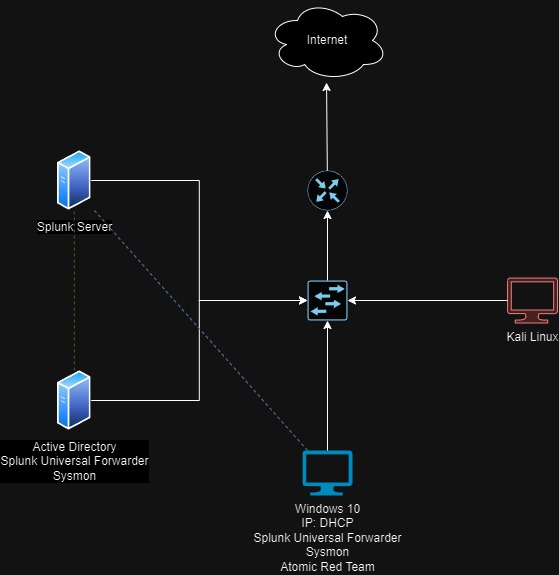 Internet
Splunk Server
Kali Linux
Active Directory
Splunk Universal Forwarder
Sysmon
Windows 10
IP: DHCP
Splunk Universal Forwarder
Sysmon
Atomic Red Team